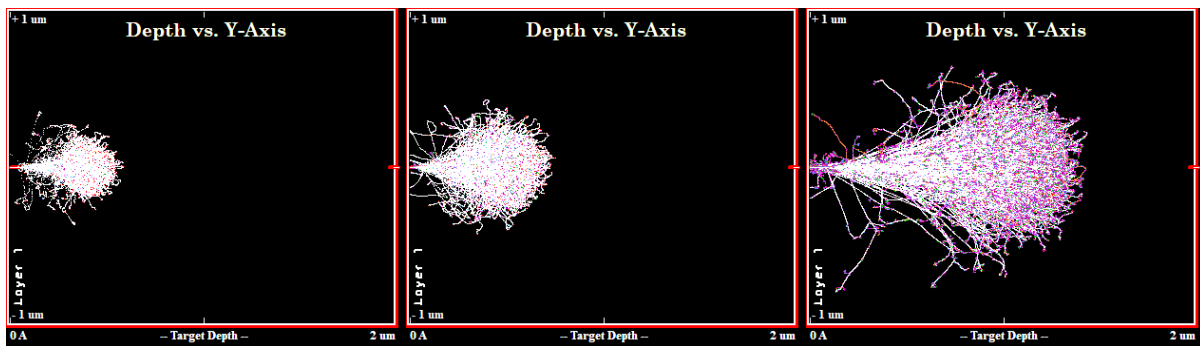 + 1 um
Depth vs. Y-Axis
Layer 1
- 1 um
0 A
-- Target Depth --
2 um
+ 1 um
Depth vs. Y-Axis
Layer 1
- 1 um
0 A
-- Target Depth --
2 um
+ 1 um
Depth vs. Y-Axis
Layer 1
- 1 um
0 A
-- Target Depth --
2 um